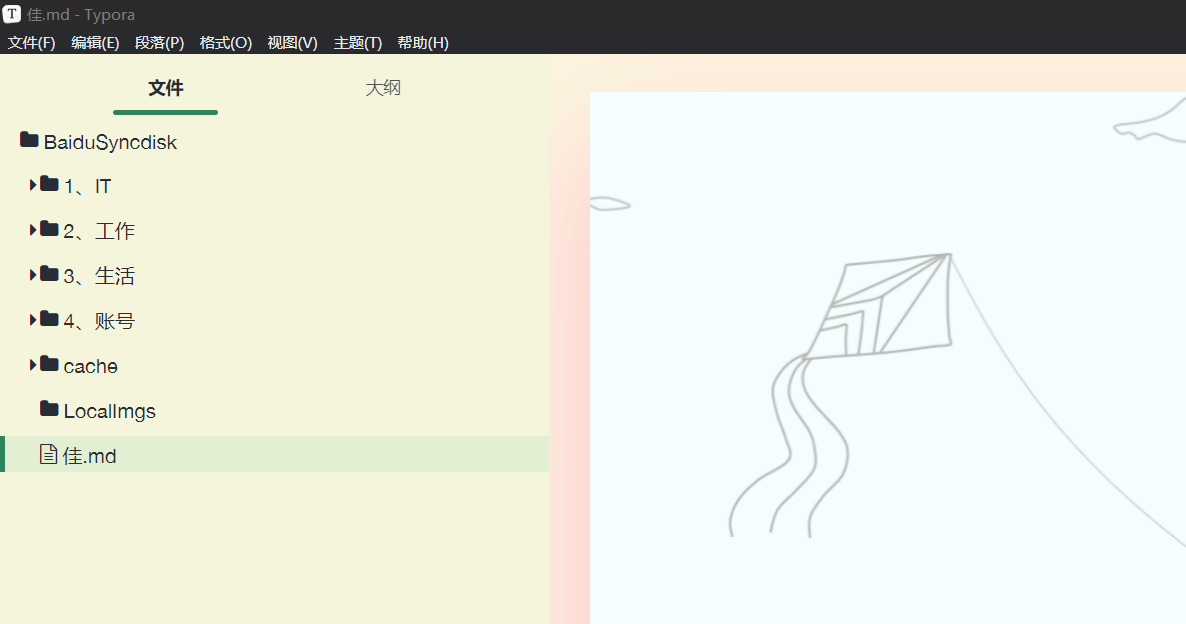 T 佳.md - Typora
文件(F) 编辑(E) 段落(P) 格式(O) 视图(V) 主题(T) 帮助(H)
文件 大纲
BaiduSyncdisk
1、IT
2、工作
3、生活
4、账号
cache
LocalImgs
佳.md